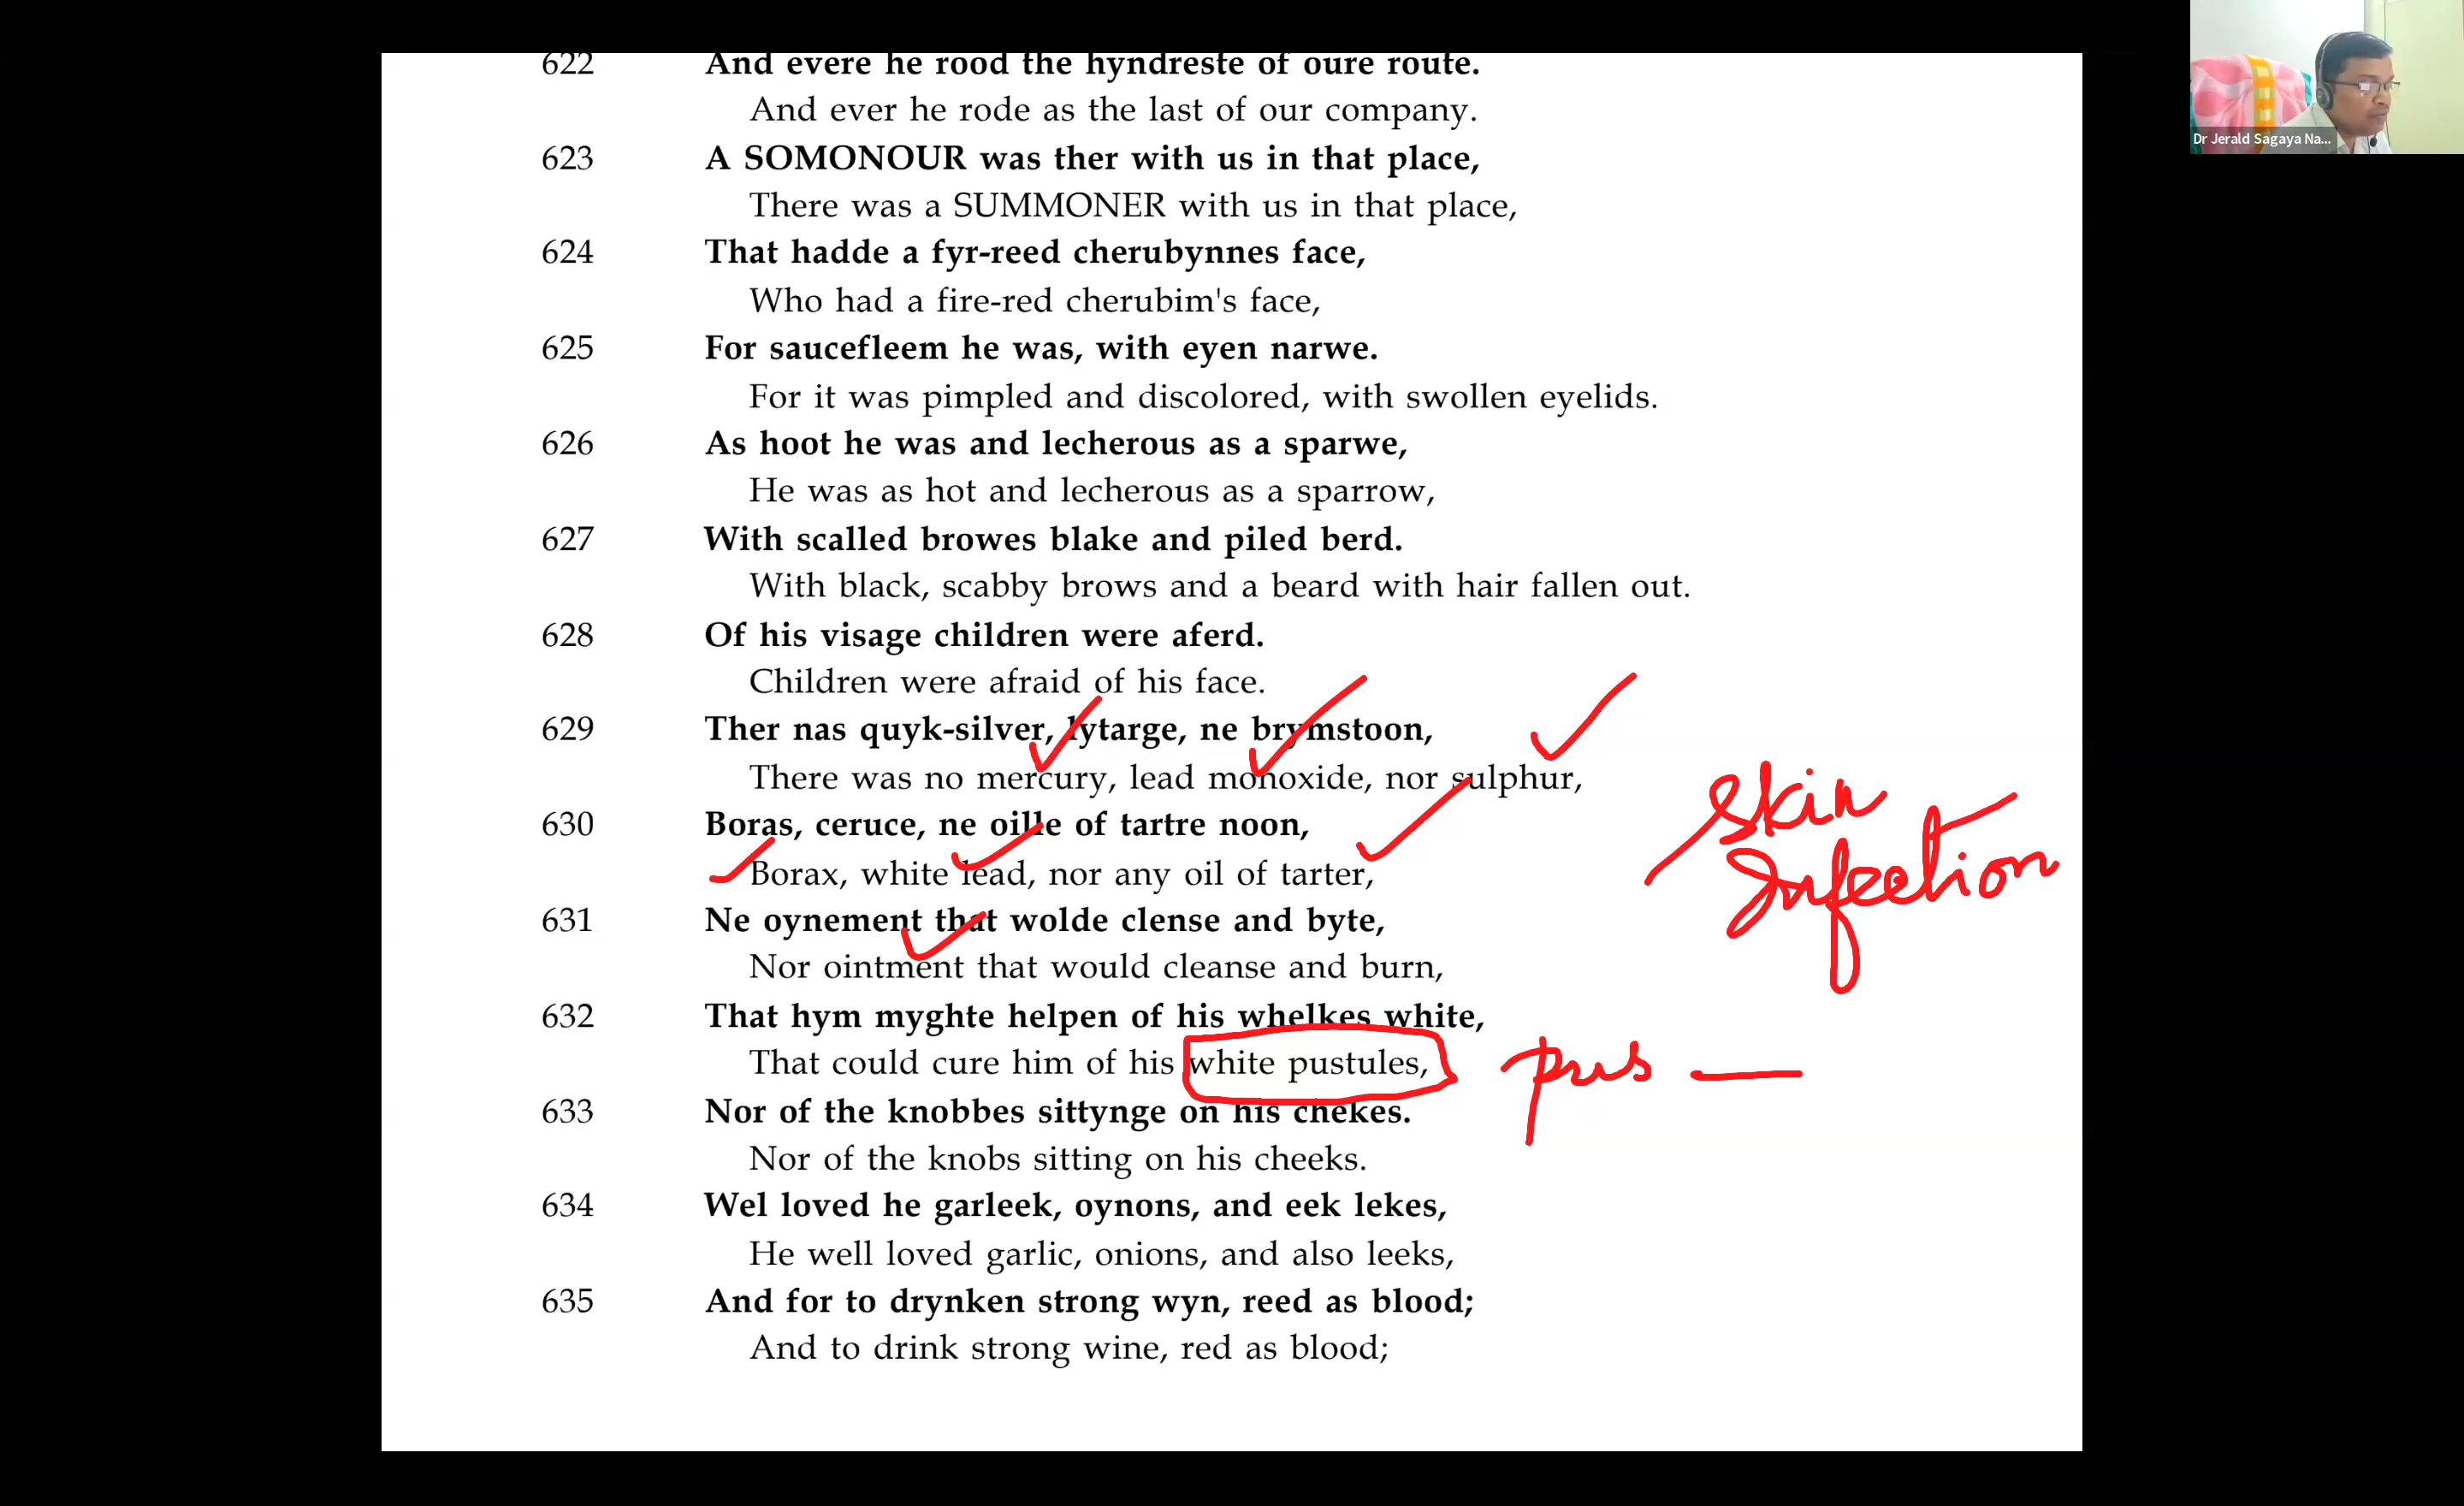 622 And evere he rood the hyndreste of oure route.
And ever he rode as the last of our company.
623 A SOMONOUR was ther with us in that place,
There was a SUMMONER with us in that place,
624 That hadde a fyr-reed cherubynnes face,
Who had a fire-red cherubim's face,
625 For saucefleem he was, with eyen narwe.
For it was pimpled and discolored, with swollen eyelids.
626 As hoot he was and lecherous as a sparwe,
He was as hot and lecherous as a sparrow,
627 With scalled browes blake and piled berd.
With black, scabby brows and a beard with hair fallen out.
628 Of his visage children were aferd.
Children were afraid of his face.
629 Ther nas quyk-silver, lytarge, ne brymstoon,
There was no mercury, lead monoxide, nor sulphur,
630 Boras, ceruce, ne oille of tartre noon,
Borax, white lead, nor any oil of tarter,
631 Ne oynement that wolde clense and byte,
Nor ointment that would cleanse and burn,
632 That hym myghte helpen of his whelkes white,
That could cure him of his white pustules,
633 Nor of the knobbes sittynge on his chekes.
Nor of the knobs sitting on his cheeks.
634 Wel loved he garleek, oynons, and eek lekes,
He well loved garlic, onions, and also leeks,
635 And for to drynken strong wyn, reed as blood;
And to drink strong wine, red as blood;
Skin
Infection
pus —
Dr Jerald Sagaya Na...